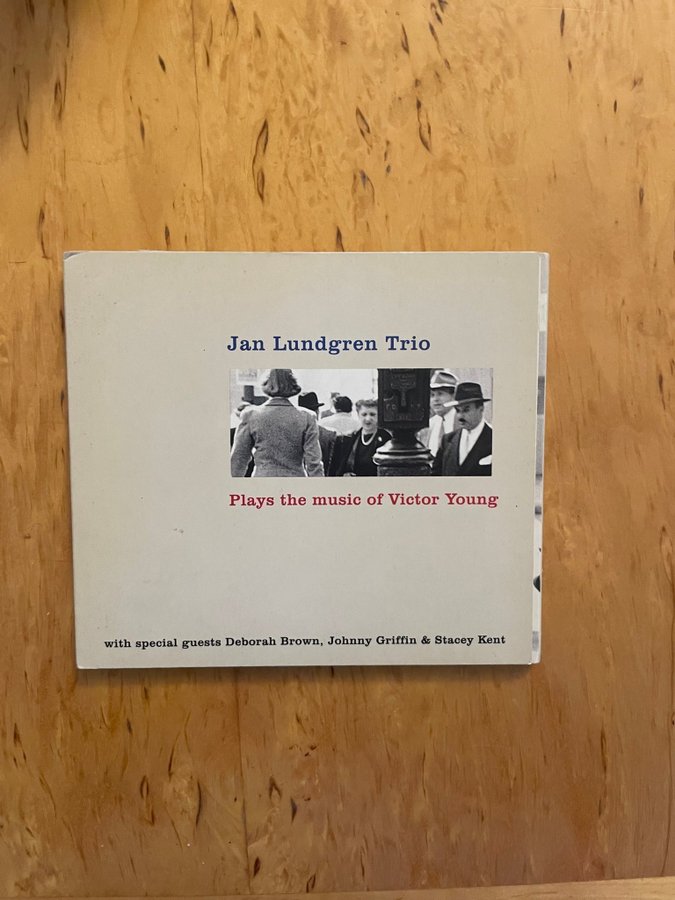 Jan Lundgren Trio
Plays the music of Victor Young
with special guests Deborah Brown, Johnny Griffin & Stacey Kent